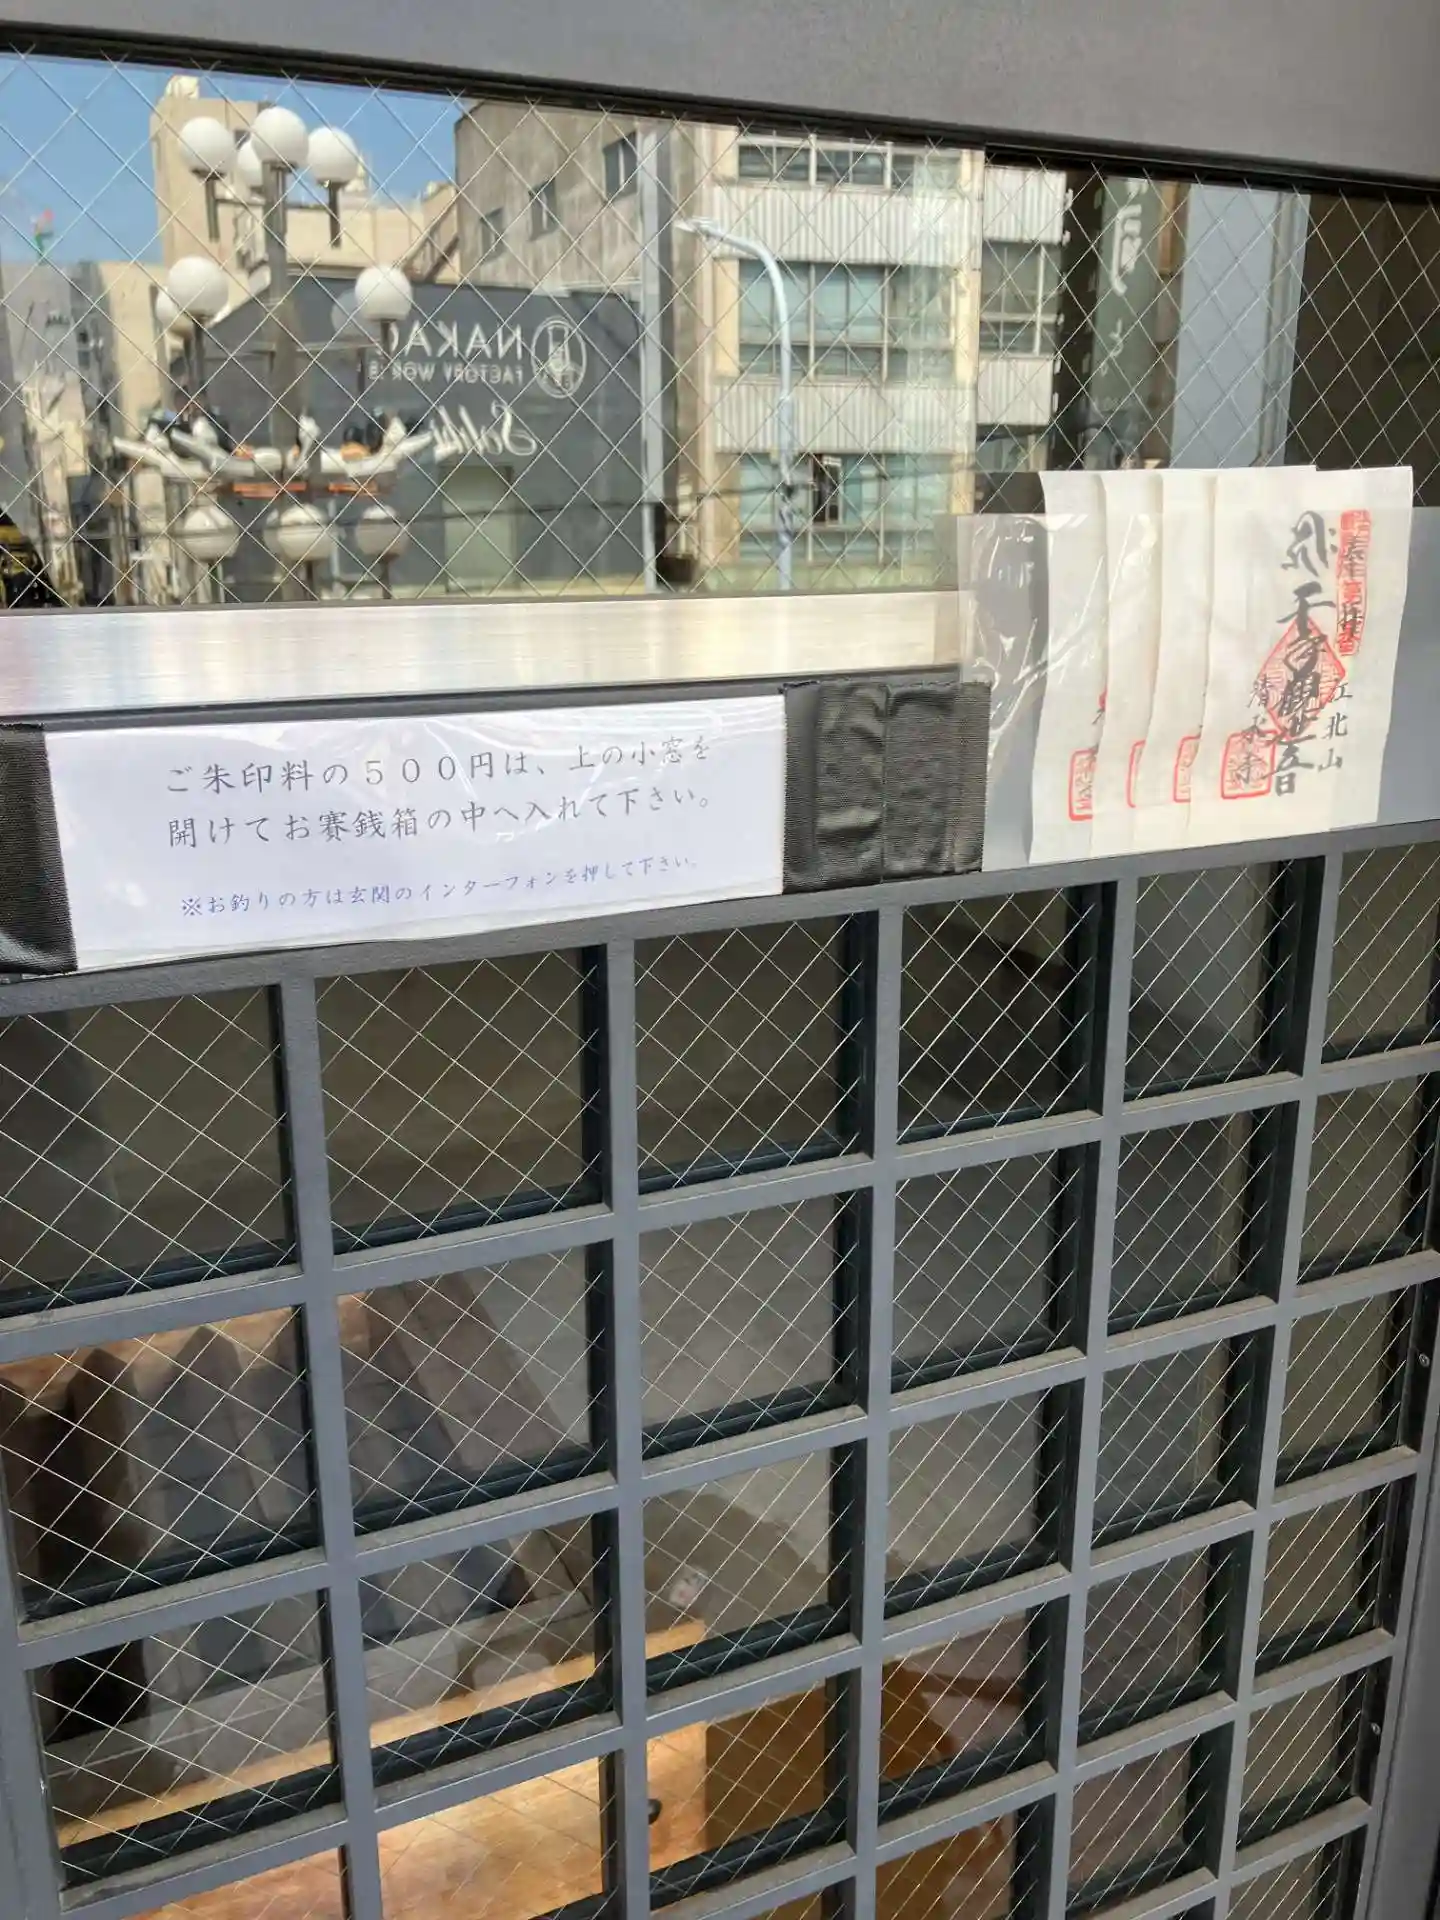 NAKAO
FACTORY WORKS
ご朱印料の５００円は、上の小窓を
開けてお賽銭箱の中へ入れて下さい。
※お釣りの方は玄関のインターフォンを押して下さい。
千手観世音
江北山
清水寺